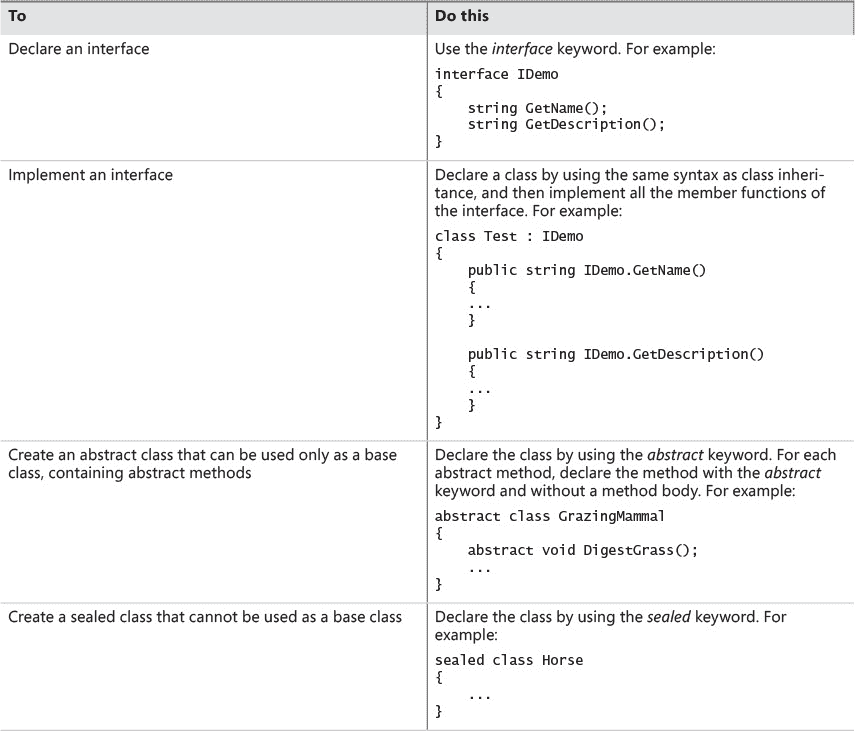 To
Do this
Declare an interface
Use the interface keyword. For example:
interface IDemo
{
    string GetName();
    string GetDescription();
}
Implement an interface
Declare a class by using the same syntax as class inheri-
tance, and then implement all the member functions of
the interface. For example:
class Test : IDemo
{
    public string IDemo.GetName()
    {
    ...
    }

    public string IDemo.GetDescription()
    {
    ...
    }
}
Create an abstract class that can be used only as a base
class, containing abstract methods
Declare the class by using the abstract keyword. For each
abstract method, declare the method with the abstract
keyword and without a method body. For example:
abstract class GrazingMammal
{
    abstract void DigestGrass();
    ...
}
Create a sealed class that cannot be used as a base class
Declare the class by using the sealed keyword. For
example:
sealed class Horse
{
    ...
}